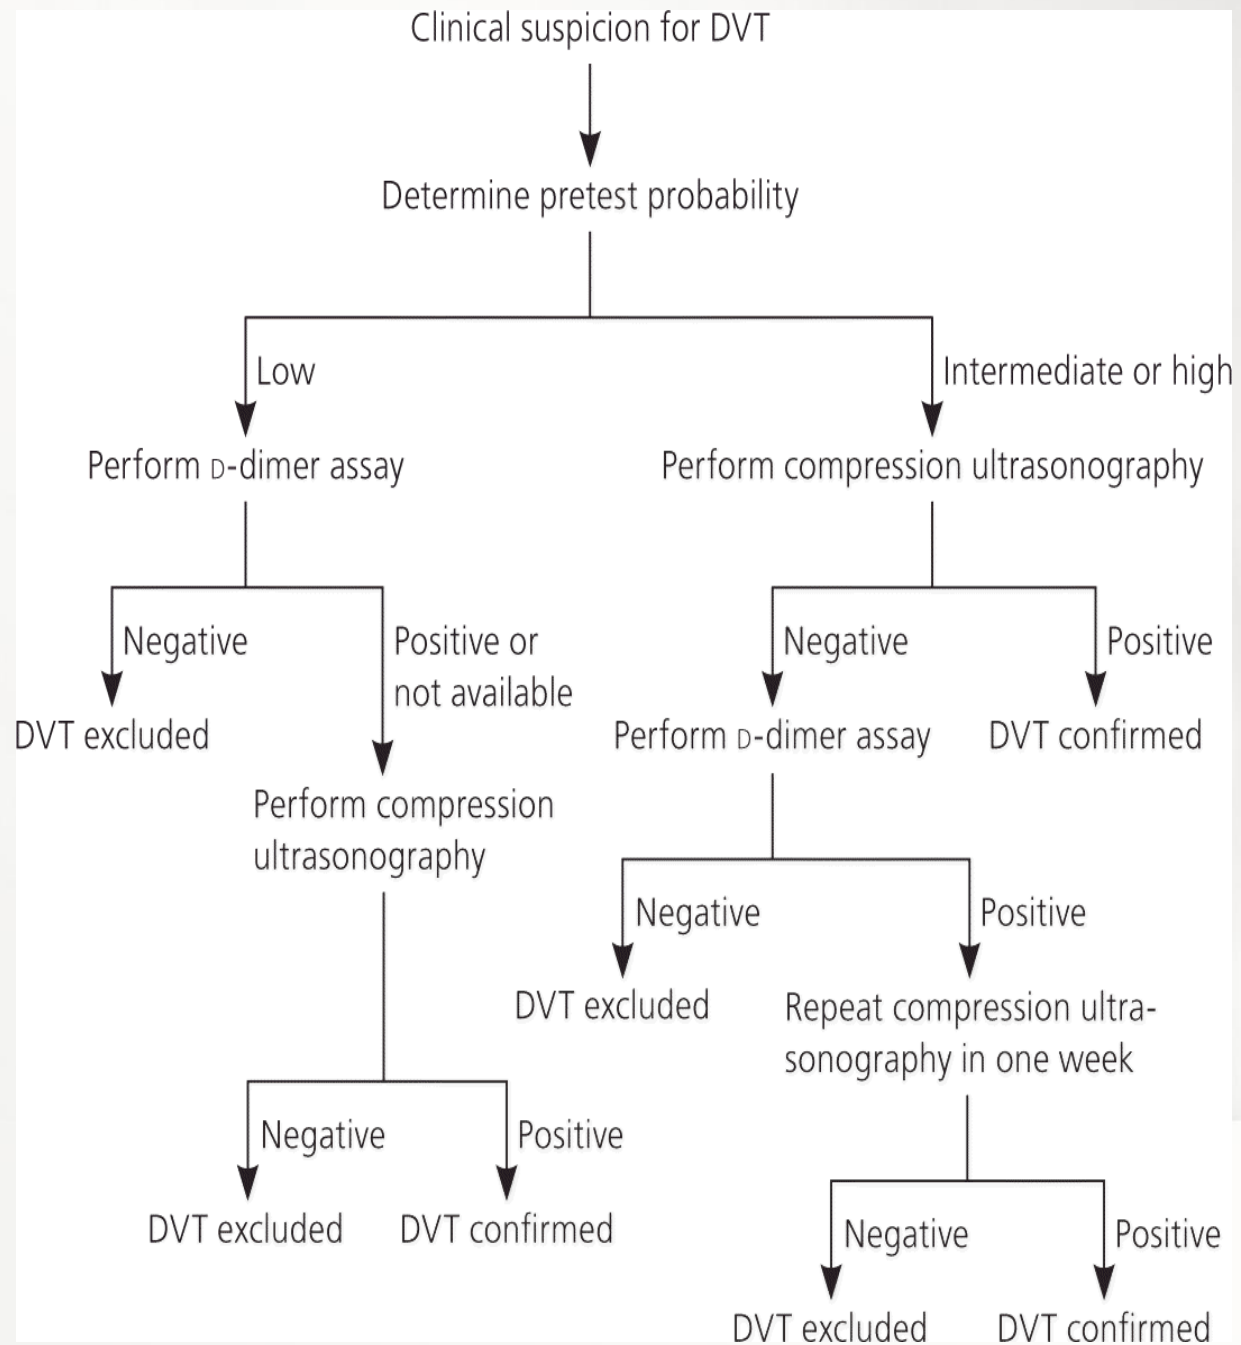 Clinical suspicion for DVT
Determine pretest probability
Low
Intermediate or high
Perform D-dimer assay
Perform compression ultrasonography
Negative
Positive or
not available
Negative
Positive
DVT excluded
Perform D-dimer assay
DVT confirmed
Perform compression
ultrasonography
Negative
Positive
DVT excluded
Repeat compression ultra-
sonography in one week
Negative
Positive
DVT excluded
DVT confirmed
Negative
Positive
DVT excluded
DVT confirmed